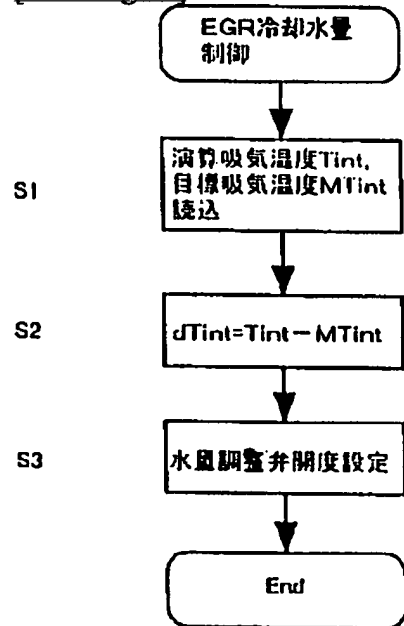 EGR冷却水量
制御
S1
演算吸気温度Tint,
目標吸気温度MTint
読込
S2
dTint=Tint－MTint
S3
水量調整弁開度設定
End